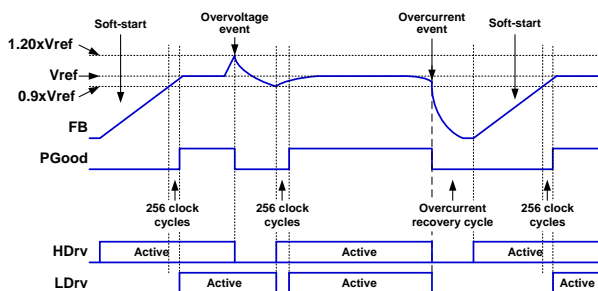 Soft-start
Overvoltage
event
Overcurrent
event
Soft-start
1.20xVref
Vref
0.9xVref
FB
PGood
256 clock
cycles
256 clock
cycles
Overcurrent
recovery cycle
256 clock
cycles
HDrv
Active
Active
Active
LDrv
Active
Active
Active